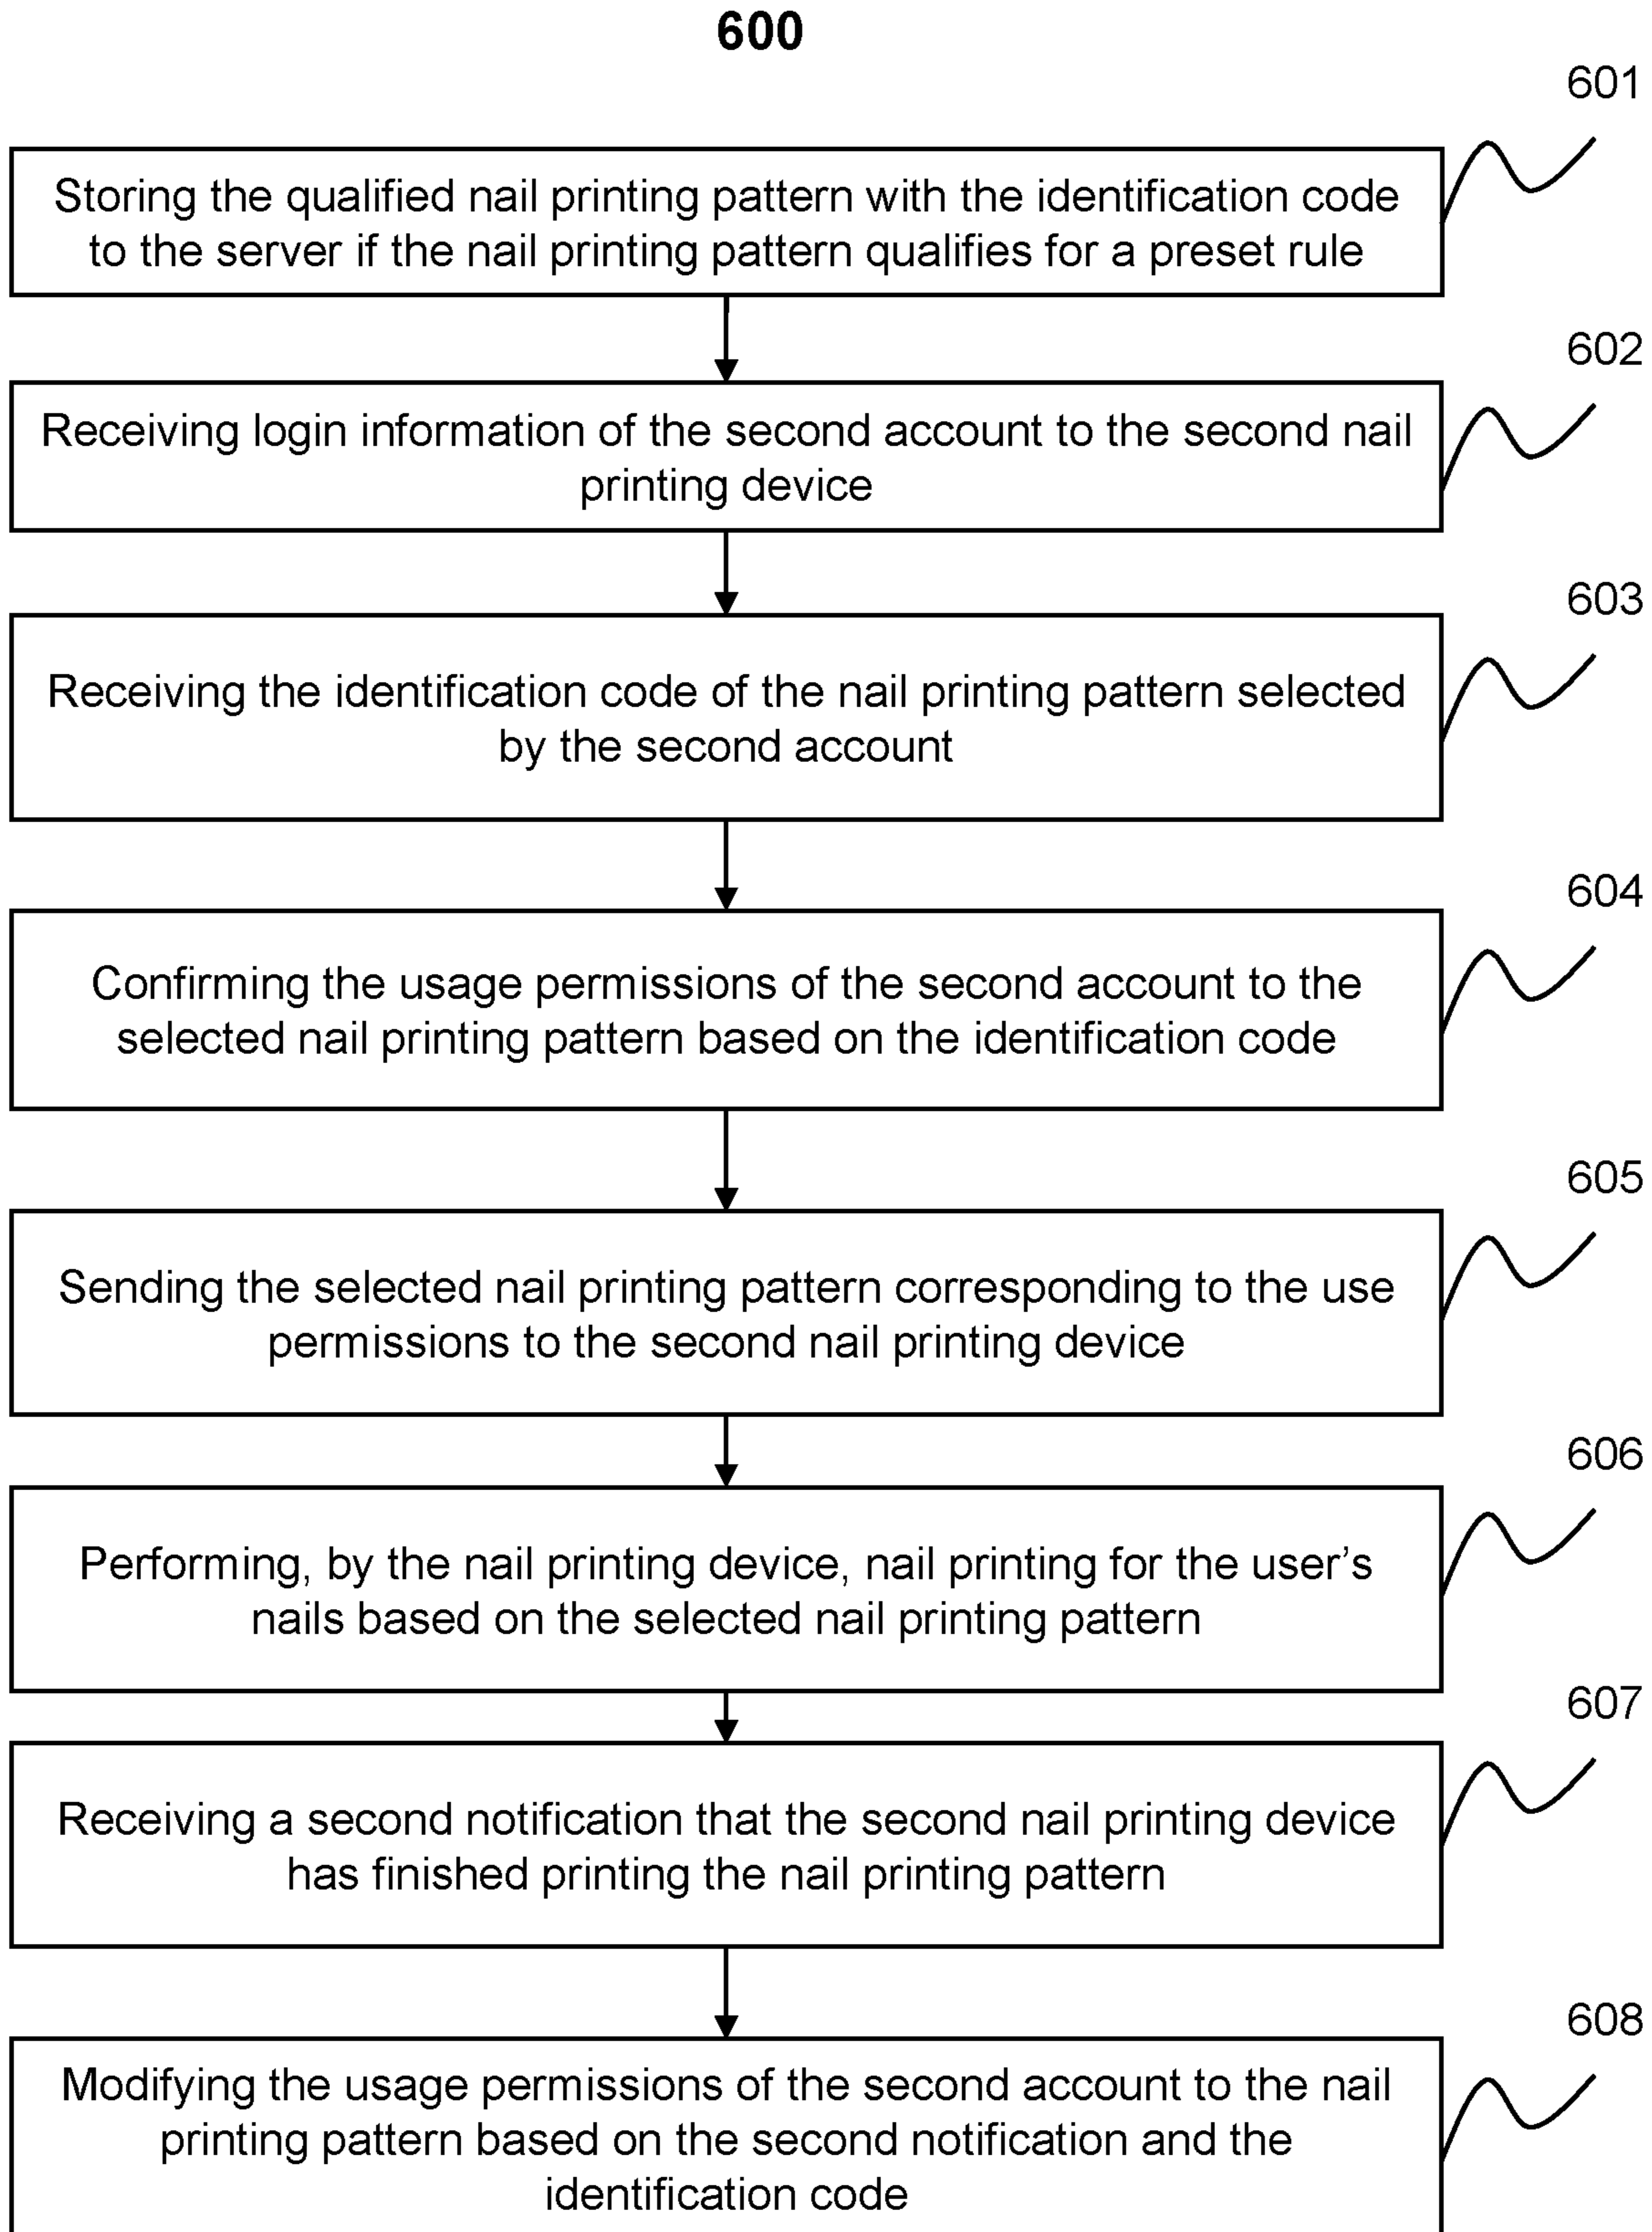 600
601
Storing the qualified nail printing pattern with the identification code
to the server if the nail printing pattern qualifies for a preset rule
602
Receiving login information of the second account to the second nail
printing device
603
Receiving the identification code of the nail printing pattern selected
by the second account
604
Confirming the usage permissions of the second account to the
selected nail printing pattern based on the identification code
605
Sending the selected nail printing pattern corresponding to the use
permissions to the second nail printing device
606
Performing, by the nail printing device, nail printing for the user’s
nails based on the selected nail printing pattern
607
Receiving a second notification that the second nail printing device
has finished printing the nail printing pattern
608
Modifying the usage permissions of the second account to the nail
printing pattern based on the second notification and the
identification code